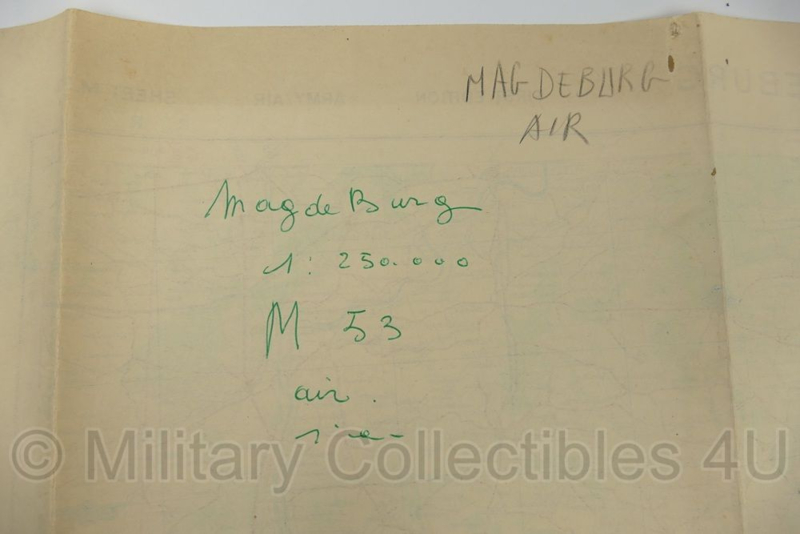 MAGDEBURG
AIR
MagdeBurg
1: 250.000
M 53
air.
© Military Collectibles 4U